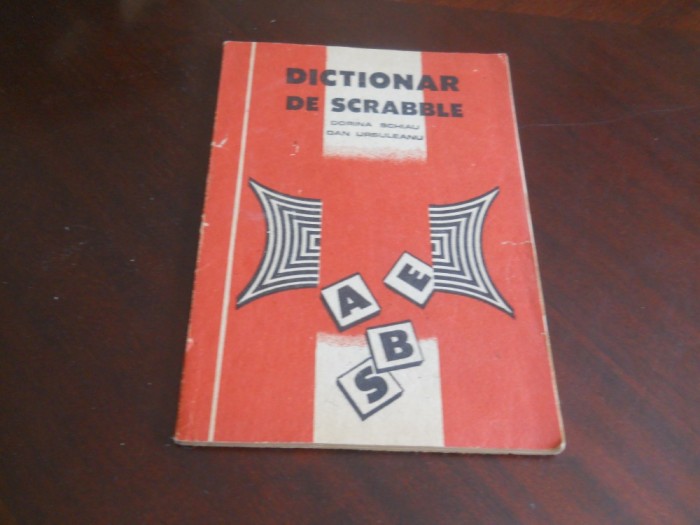 DICTIONAR
DE SCRABBLE
DORINA SCHIAU
DAN URSULEANU
E
A
B
S